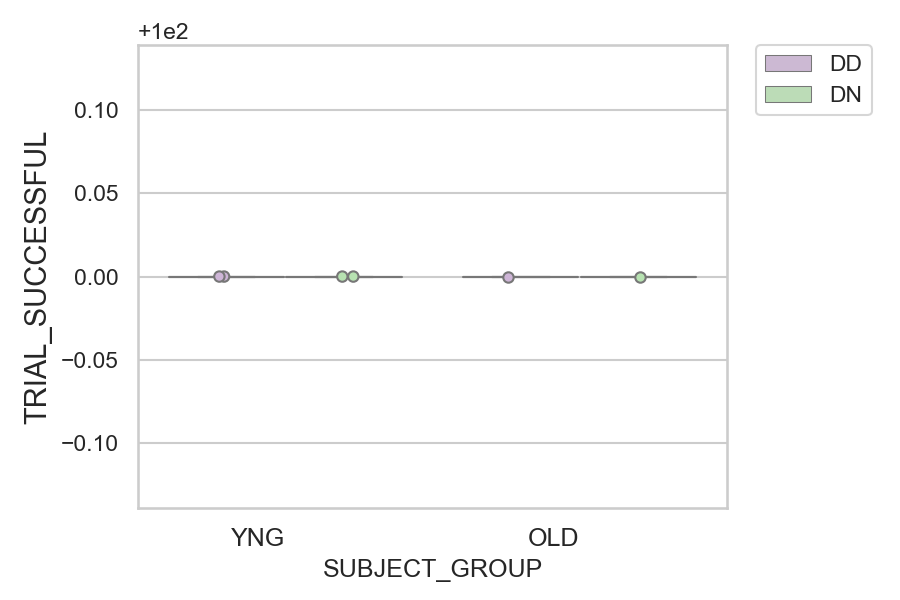 +1e2
0.10
0.05
0.00
−0.05
−0.10
TRIAL_SUCCESSFUL
YNG
OLD
SUBJECT_GROUP
DD
DN